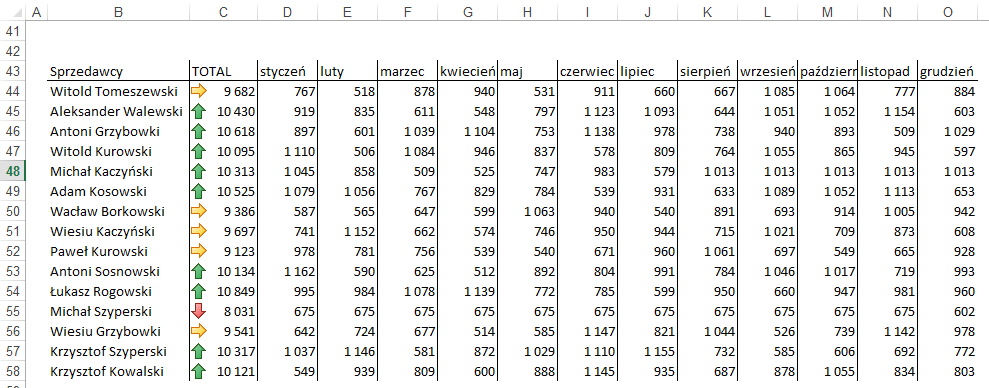 A B C D E F G H I J K L M N O
41
42
43 Sprzedawcy TOTAL styczeń luty marzec kwiecień maj czerwiec lipiec sierpień wrzesień październ listopad grudzień
44 Witold Tomeszewski 9 682 767 518 878 940 531 911 660 667 1 085 1 064 777 884
45 Aleksander Walewski 10 430 919 835 611 548 797 1 123 1 093 644 1 051 1 052 1 154 603
46 Antoni Grzybowki 10 618 897 601 1 039 1 104 753 1 138 978 738 940 893 509 1 029
47 Witold Kurowski 10 095 1 110 506 1 084 946 837 578 809 764 1 055 865 945 597
48 Michał Kaczyński 10 313 1 045 858 509 525 747 983 579 1 013 1 013 1 013 1 013 1 013
49 Adam Kosowski 10 525 1 079 1 056 767 829 784 539 931 633 1 089 1 052 1 113 653
50 Wacław Borkowski 9 386 587 565 647 599 1 063 940 540 891 693 914 1 005 942
51 Wiesiu Kaczyński 9 697 741 1 152 662 574 746 950 944 715 1 021 709 873 608
52 Paweł Kurowski 9 123 978 781 756 539 540 671 960 1 061 697 549 665 928
53 Antoni Sosnowski 10 134 1 162 590 625 512 892 804 991 784 1 046 1 017 719 993
54 Łukasz Rogowski 10 849 995 984 1 078 1 139 772 785 599 950 660 947 981 960
55 Michał Szyperski 8 031 675 675 675 675 675 675 675 675 675 675 675 602
56 Wiesiu Grzybowki 9 541 642 724 677 514 585 1 147 821 1 044 526 739 1 142 978
57 Krzysztof Szyperski 10 317 1 037 1 146 581 872 1 029 1 110 1 155 732 585 606 692 772
58 Krzysztof Kowalski 10 121 549 939 809 600 888 1 145 935 687 878 1 055 834 803